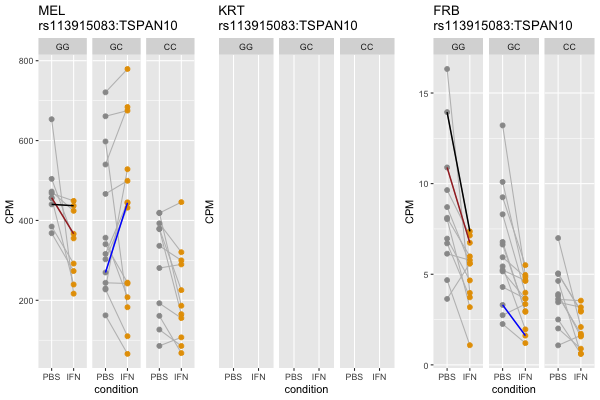 MEL
rs113915083:TSPAN10
GG GC CC
800
600
400
200
CPM
PBS IFN PBS IFN PBS IFN
condition
KRT
rs113915083:TSPAN10
GG GC CC
CPM
PBS IFN PBS IFN PBS IFN
condition
FRB
rs113915083:TSPAN10
GG GC CC
15
10
5
0
CPM
PBS IFN PBS IFN PBS IFN
condition